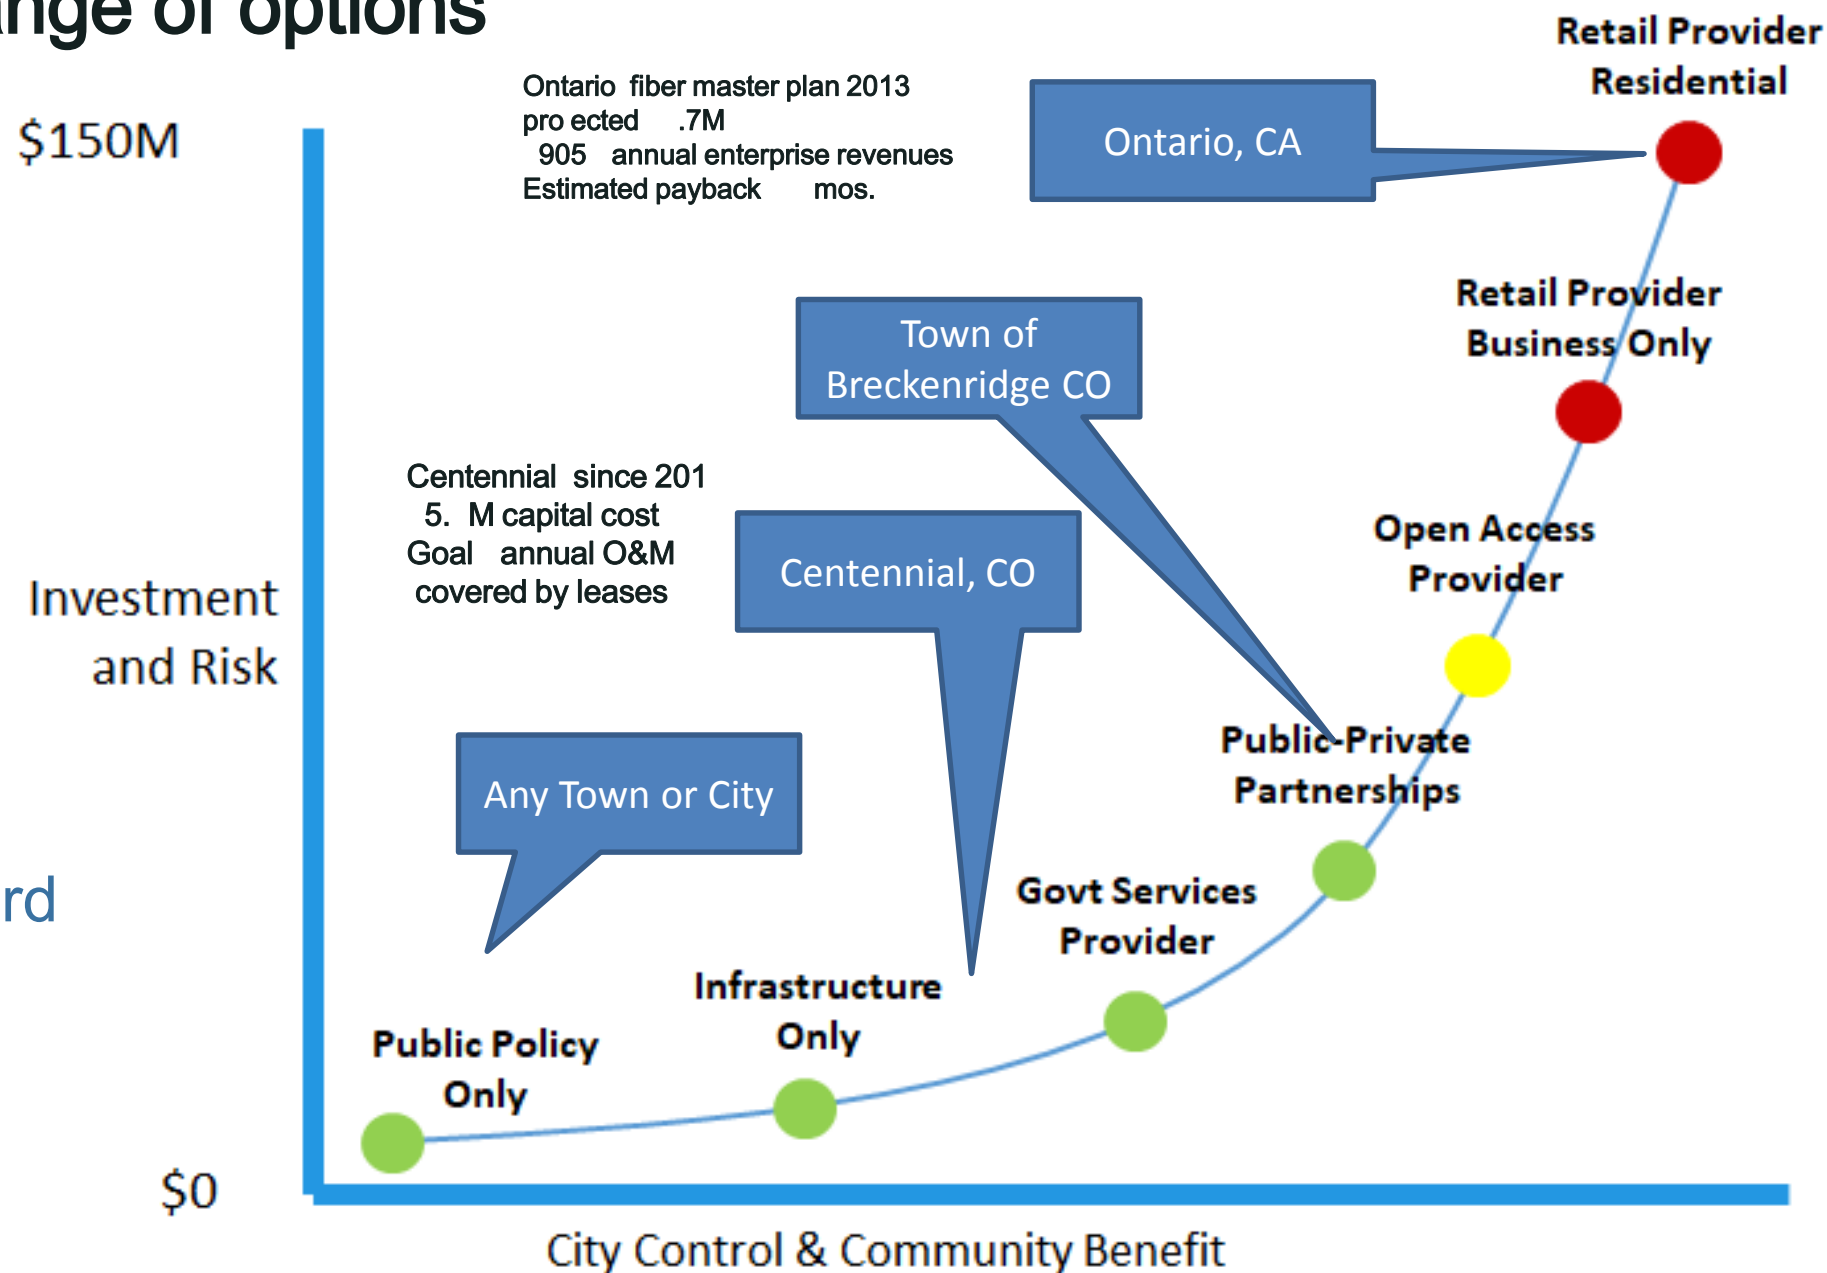 ange of options
Retail Provider
Residential
Ontario fiber master plan 2013
pro ected .7M
905 annual enterprise revenues
Estimated payback mos.
Ontario, CA
$150M
Retail Provider
Business Only
Town of
Breckenridge CO
Centennial since 201
5. M capital cost
Goal annual O&M
covered by leases
Centennial, CO
Open Access
Provider
Investment
and Risk
Public-Private
Partnerships
Any Town or City
rd
Govt Services
Provider
Infrastructure
Only
Public Policy
Only
$0
City Control & Community Benefit